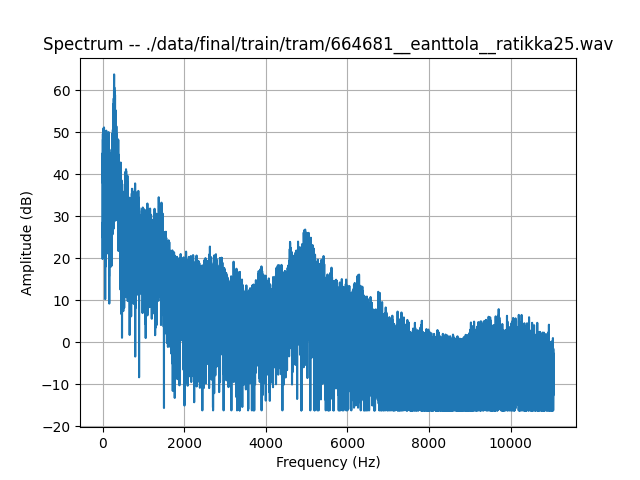 Spectrum -- ./data/final/train/tram/664681__eanttola__ratikka25.wav
60
50
40
30
20
10
0
−10
−20
Amplitude (dB)
0 2000 4000 6000 8000 10000
Frequency (Hz)